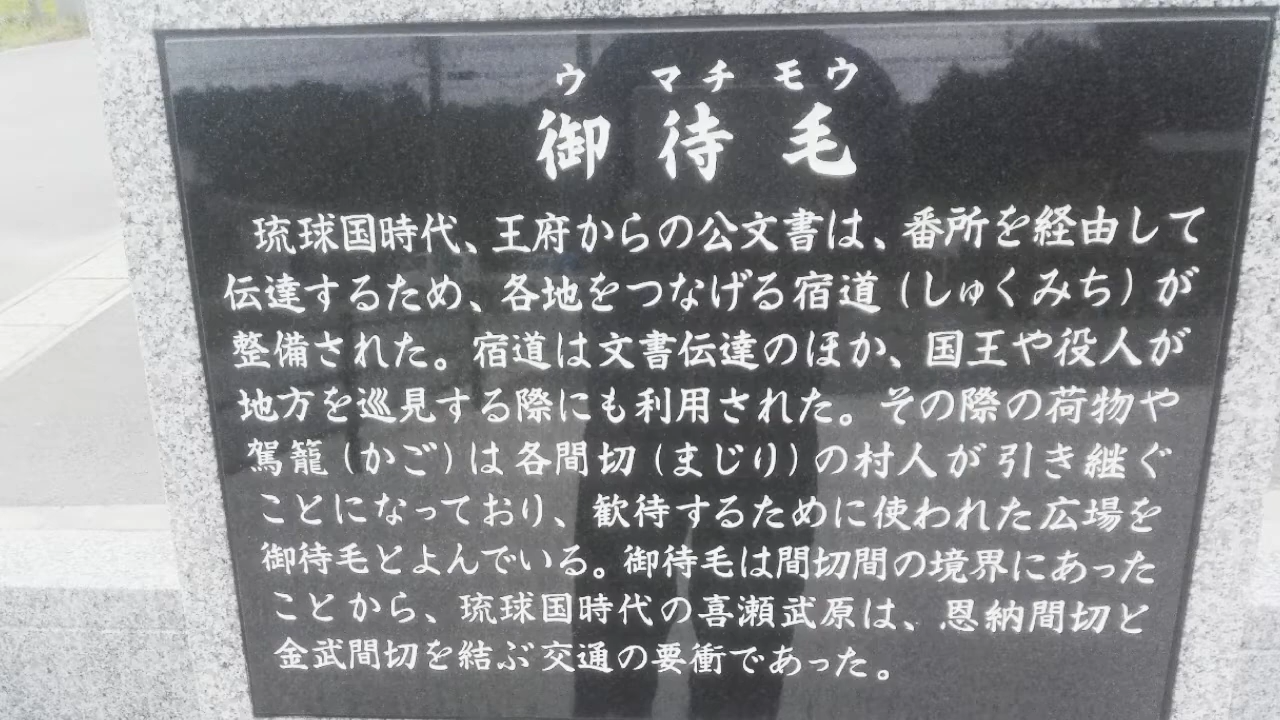 ウ マチ モウ
御待毛
琉球国時代、王府からの公文書は、番所を経由して
伝達するため、各地をつなげる宿道(しゅくみち)が
整備された。宿道は文書伝達のほか、国王や役人が
地方を巡見する際にも利用された。その際の荷物や
駕籠(かご)は各間切(まじり)の村人が引き継ぐ
ことになっており、歓待するために使われた広場を
御待毛とよんでいる。御待毛は間切間の境界にあった
ことから、琉球国時代の喜瀬武原は、恩納間切と
金武間切を結ぶ交通の要衝であった。